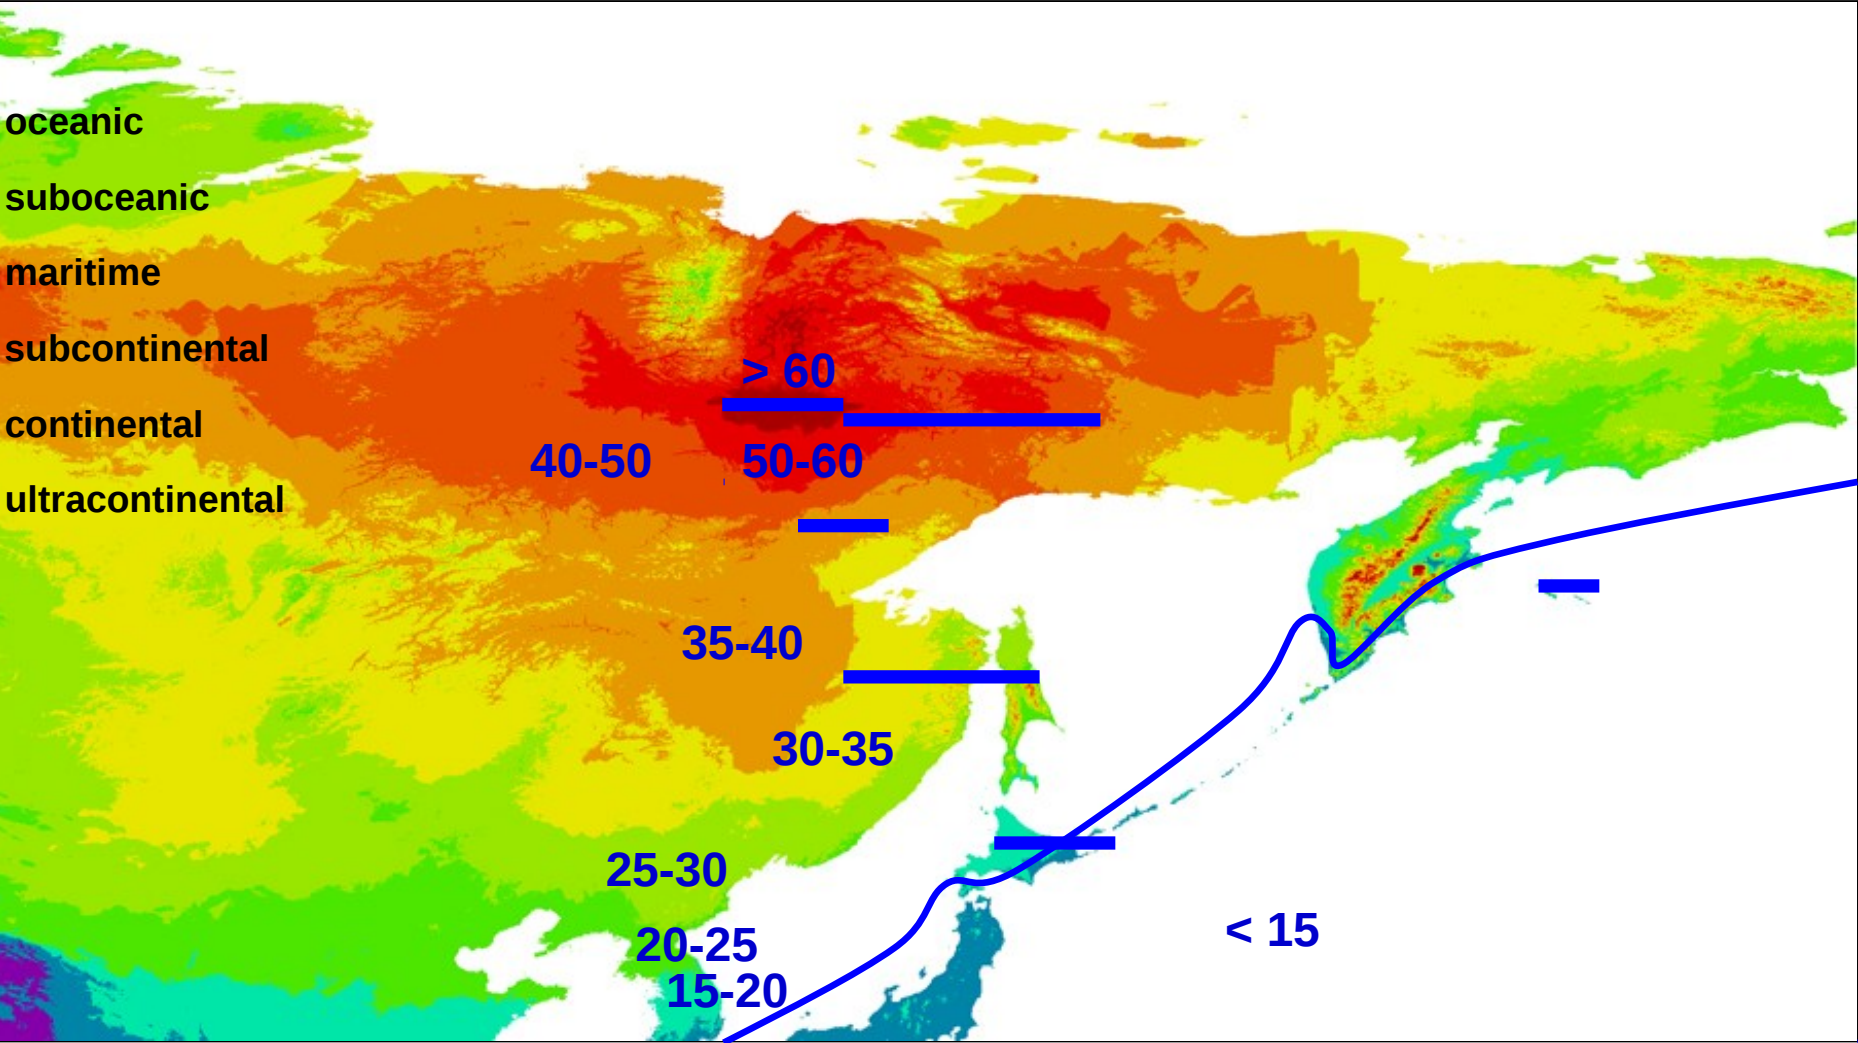 oceanic
suboceanic
maritime
subcontinental
continental
ultracontinental
> 60
40-50
50-60
35-40
30-35
25-30
20-25
15-20
< 15